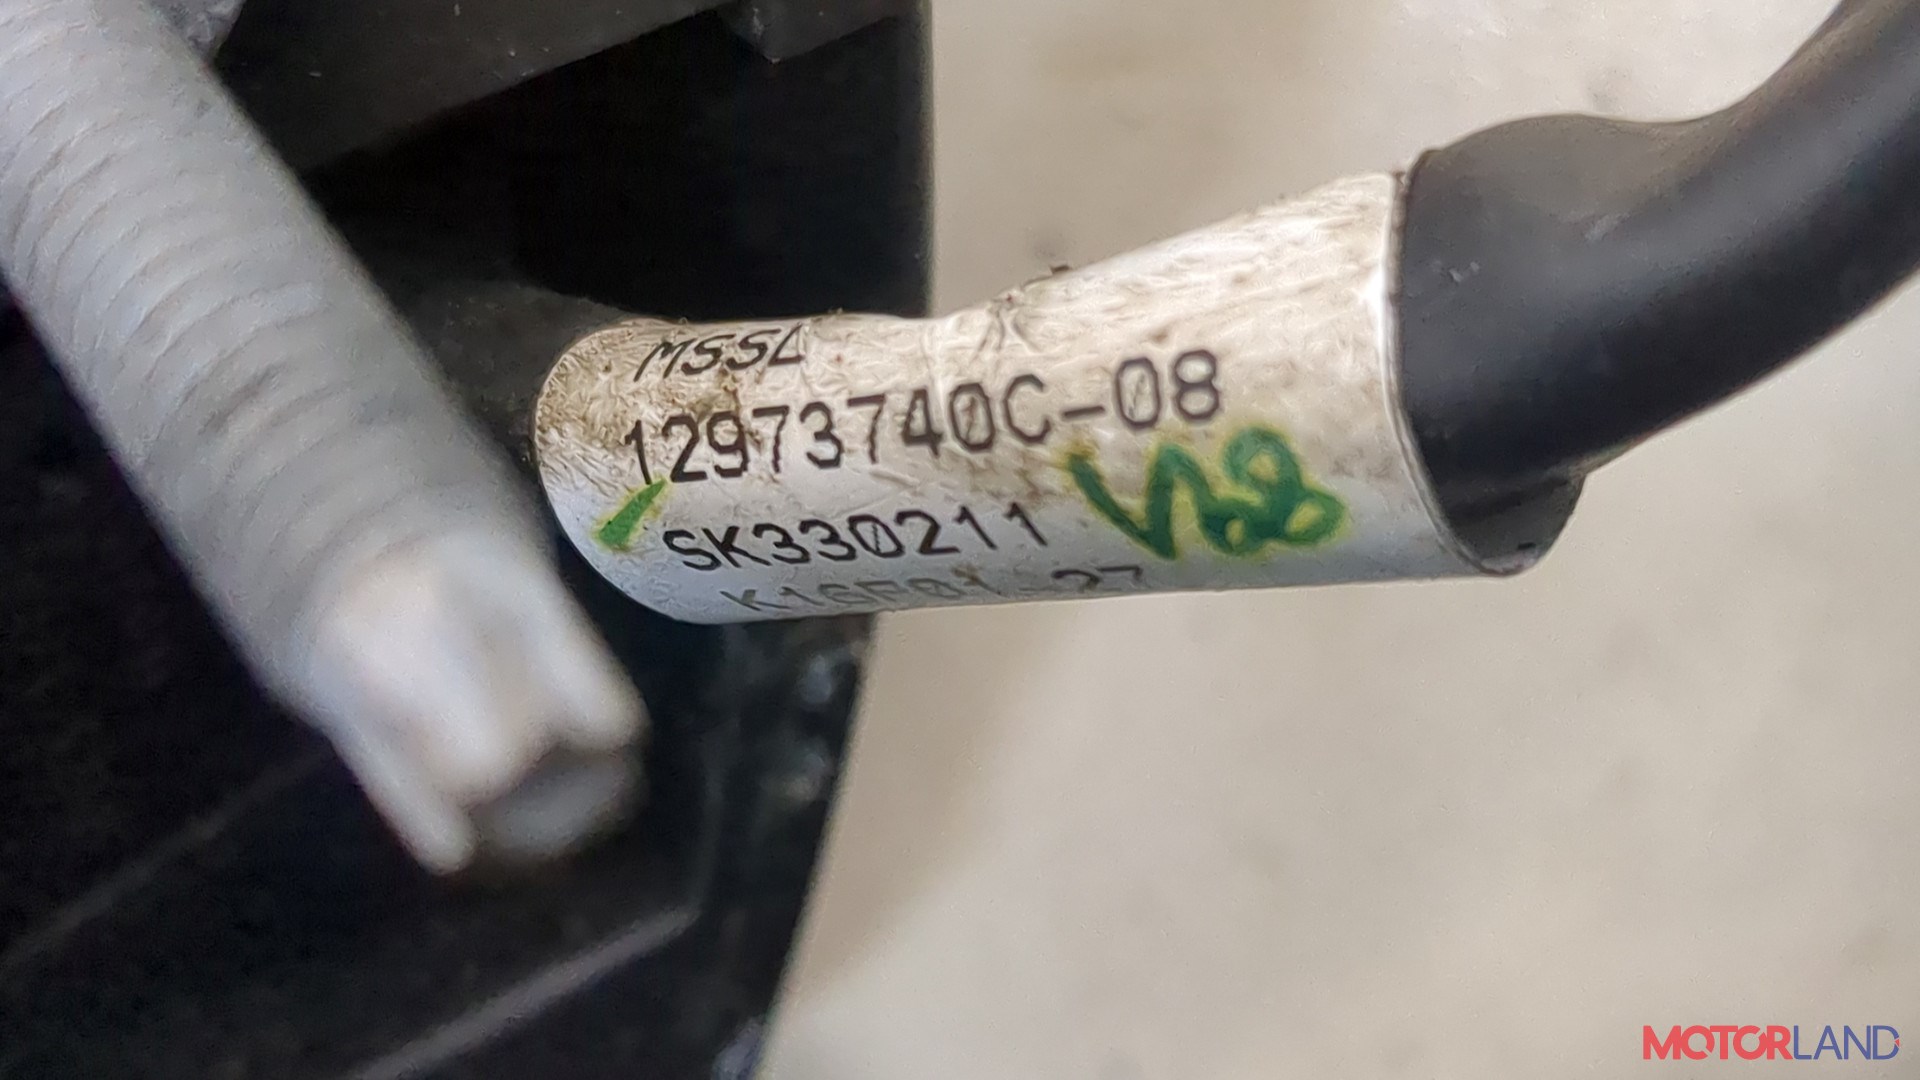 MSSL
12973740C-08
SK330211
MOTORLAND